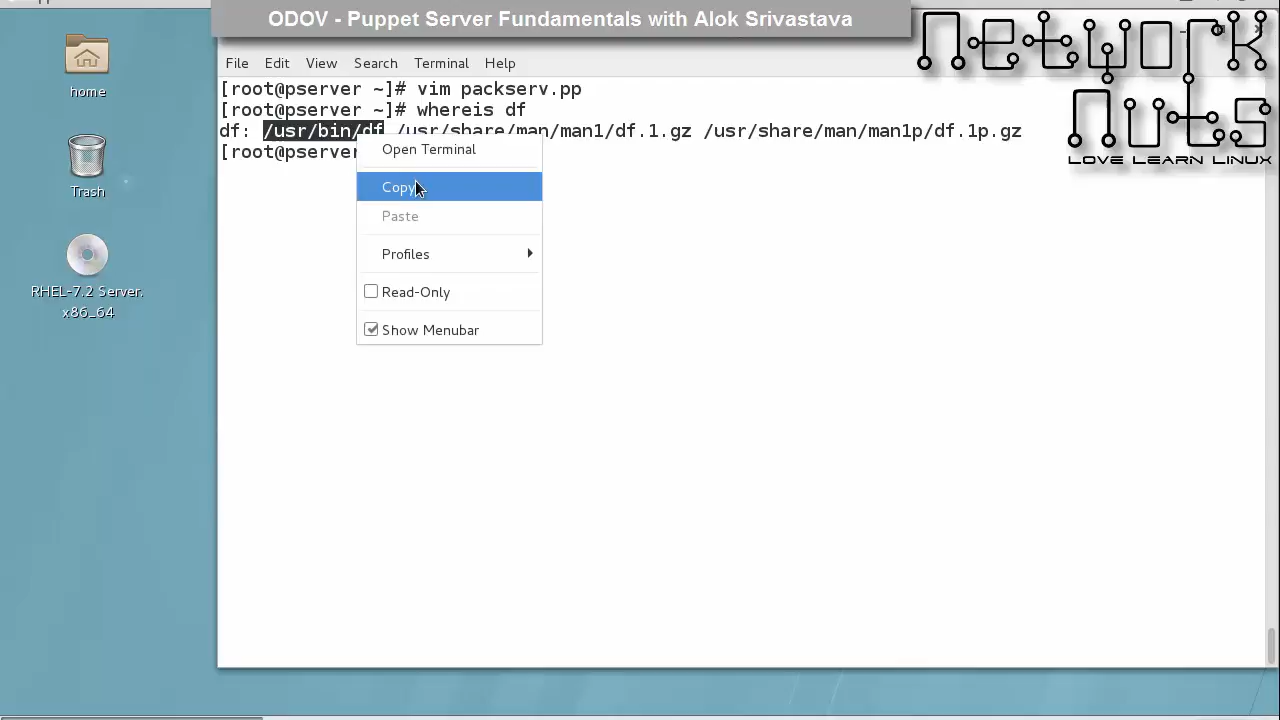 ODOV - Puppet Server Fundamentals with Alok Srivastava
Network
Nuts
LOVE LEARN LINUX
home
Trash
RHEL-7.2 Server.
x86_64
File Edit View Search Terminal Help
[root@pserver ~]# vim packserv.pp
[root@pserver ~]# whereis df
df: /usr/bin/df /usr/share/man/man1/df.1.gz /usr/share/man/man1p/df.1p.gz
[root@pserver
Open Terminal
Copy
Paste
Profiles
Read-Only
Show Menubar